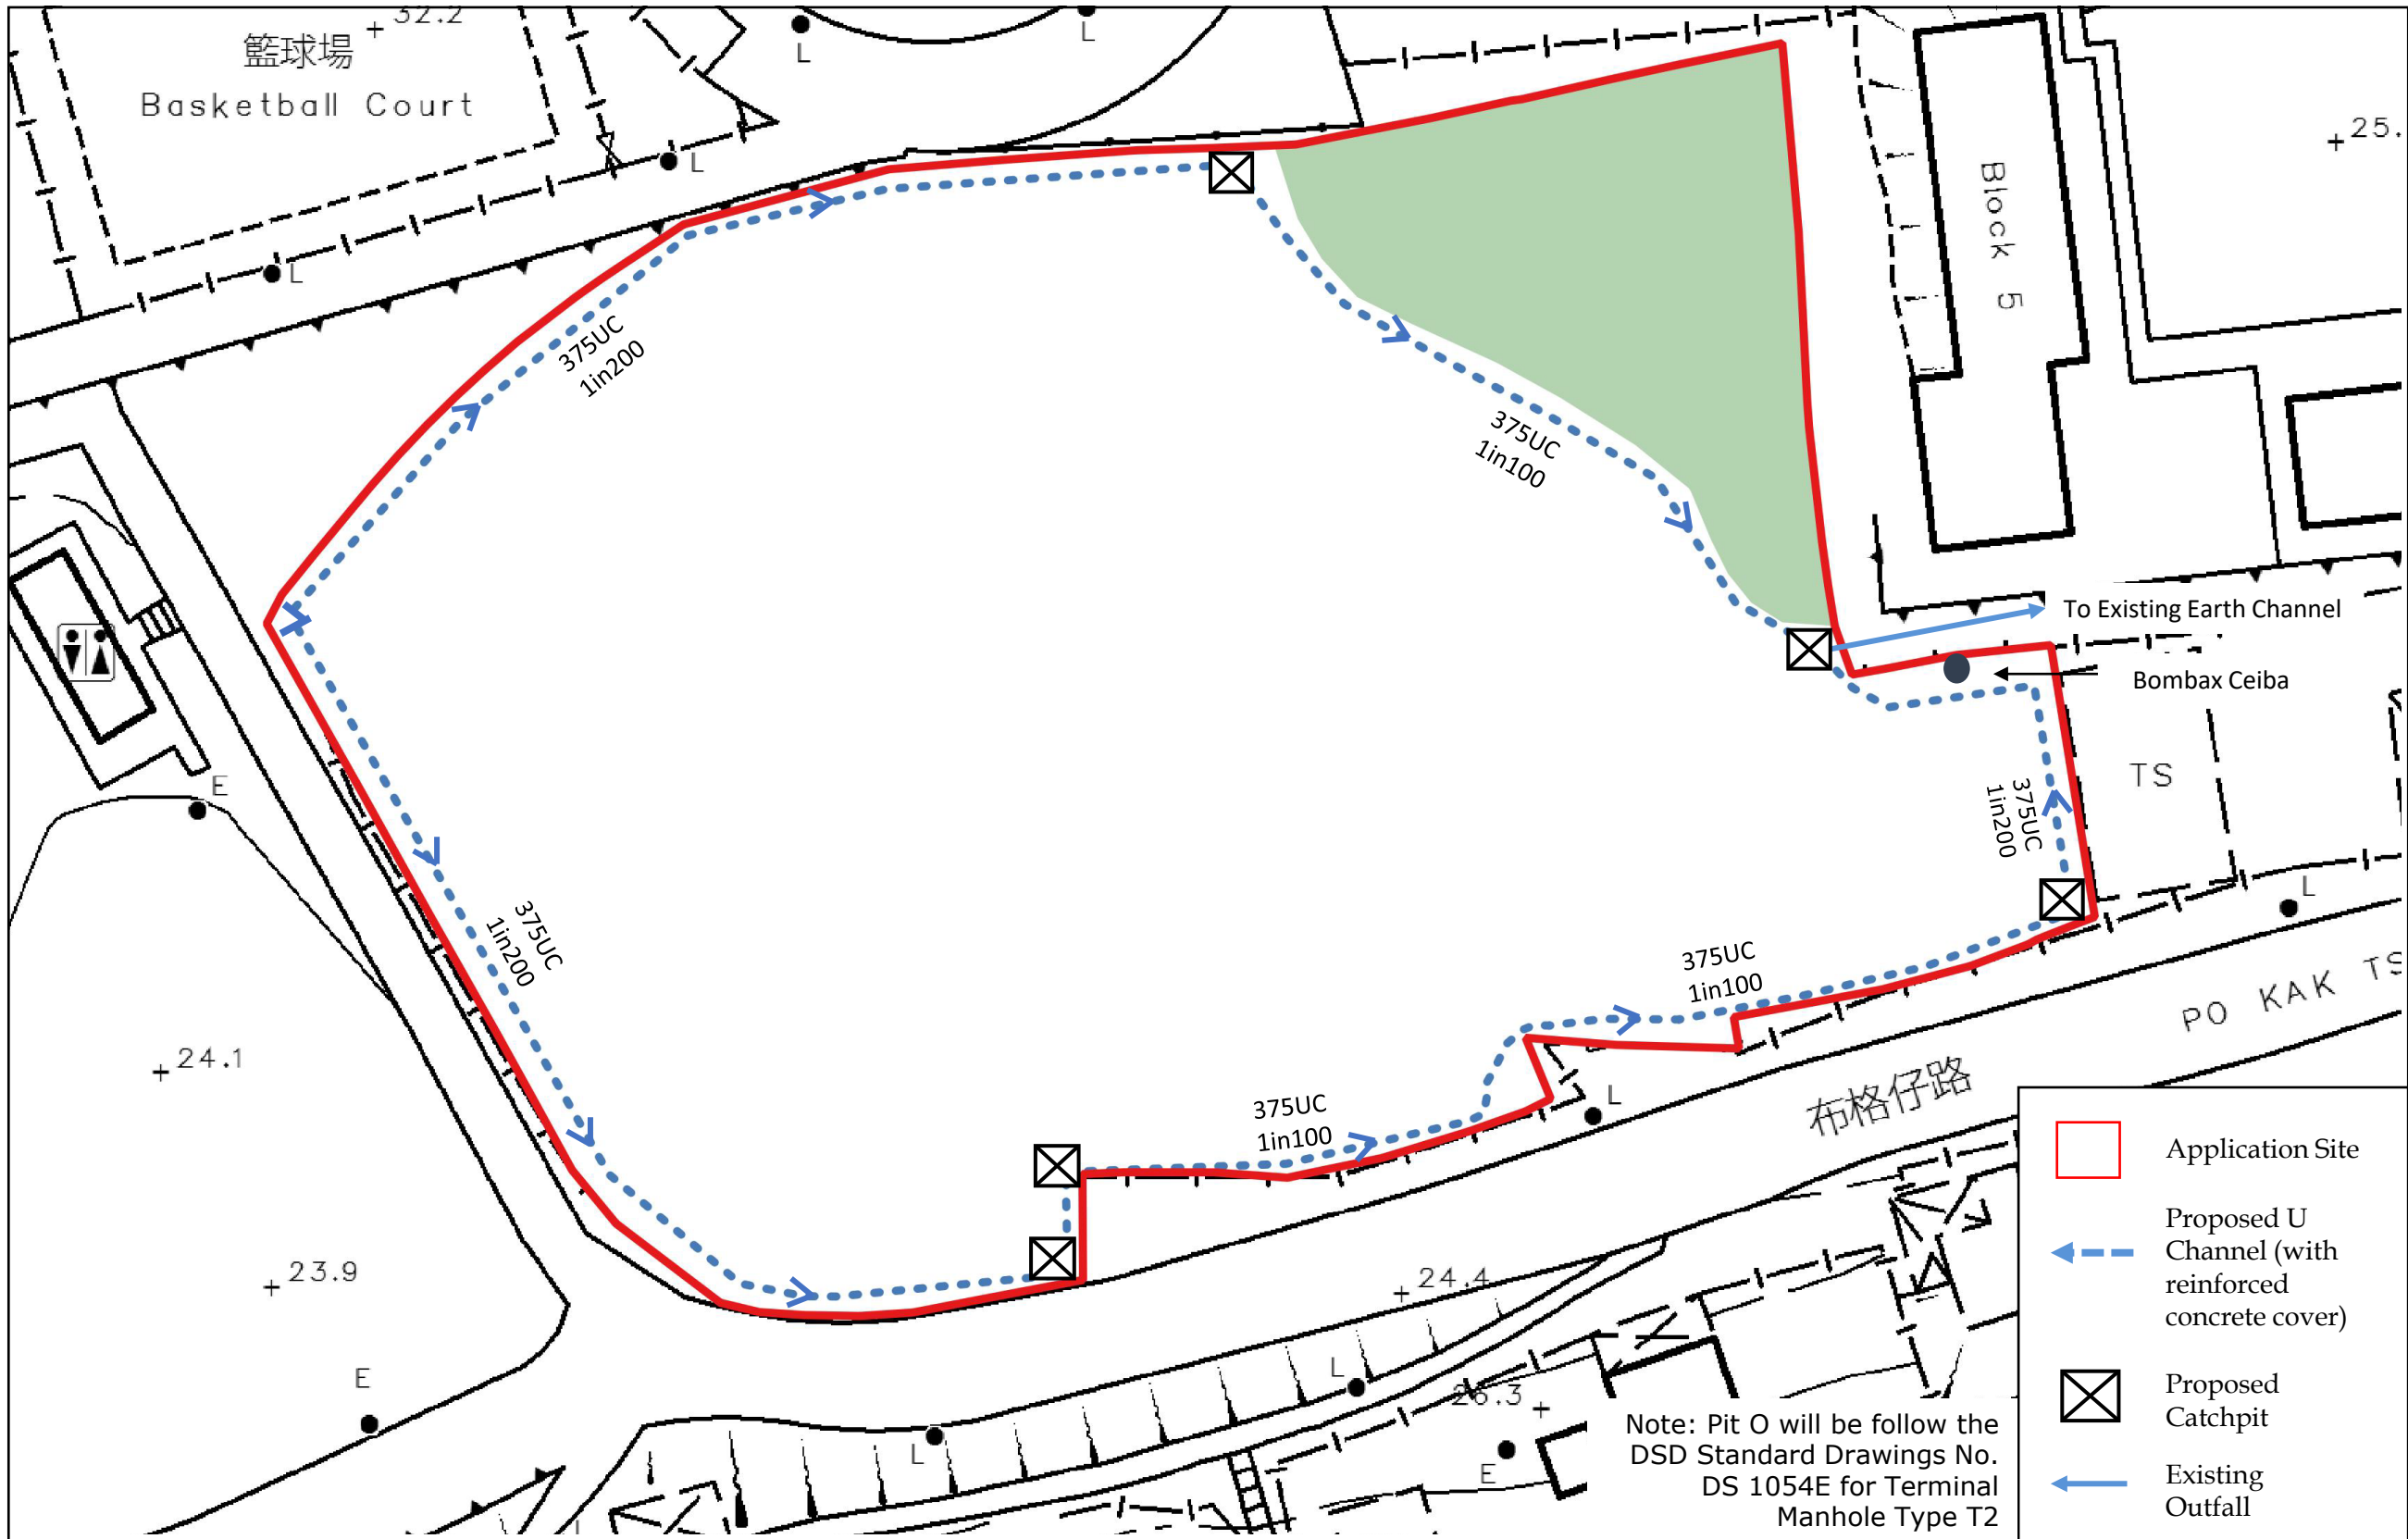 32.2
籃球場
Basketball Court
L
L
L
L
25.
Block 5
375UC
1in200
375UC
1in100
To Existing Earth Channel
Bombax Ceiba
TS
E
375UC
1in200
L
375UC
1in200
375UC
1in100
PO KAK TS
24.1
布格仔路
L
375UC
1in100
23.9
24.4
E
L
L
26.3
E
Application Site
Proposed U
Channel (with
reinforced
concrete cover)
Proposed
Catchpit
Existing
Outfall
Note: Pit O will be follow the
DSD Standard Drawings No.
DS 1054E for Terminal
Manhole Type T2